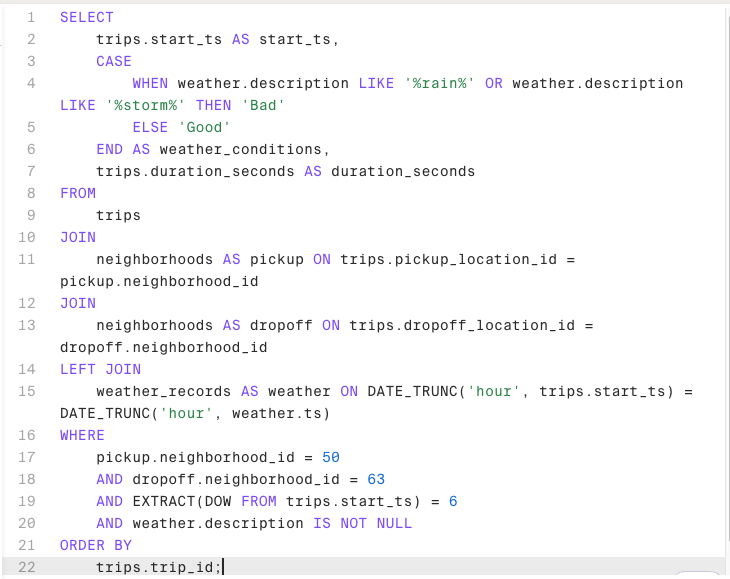 1 SELECT
2 trips.start_ts AS start_ts,
3 CASE
4 WHEN weather.description LIKE '%rain%' OR weather.description
LIKE '%storm%' THEN 'Bad'
5 ELSE 'Good'
6 END AS weather_conditions,
7 trips.duration_seconds AS duration_seconds
8 FROM
9 trips
10 JOIN
11 neighborhoods AS pickup ON trips.pickup_location_id =
pickup.neighborhood_id
12 JOIN
13 neighborhoods AS dropoff ON trips.dropoff_location_id =
dropoff.neighborhood_id
14 LEFT JOIN
15 weather_records AS weather ON DATE_TRUNC('hour', trips.start_ts) =
DATE_TRUNC('hour', weather.ts)
16 WHERE
17 pickup.neighborhood_id = 50
18 AND dropoff.neighborhood_id = 63
19 AND EXTRACT(DOW FROM trips.start_ts) = 6
20 AND weather.description IS NOT NULL
21 ORDER BY
22 trips.trip_id;